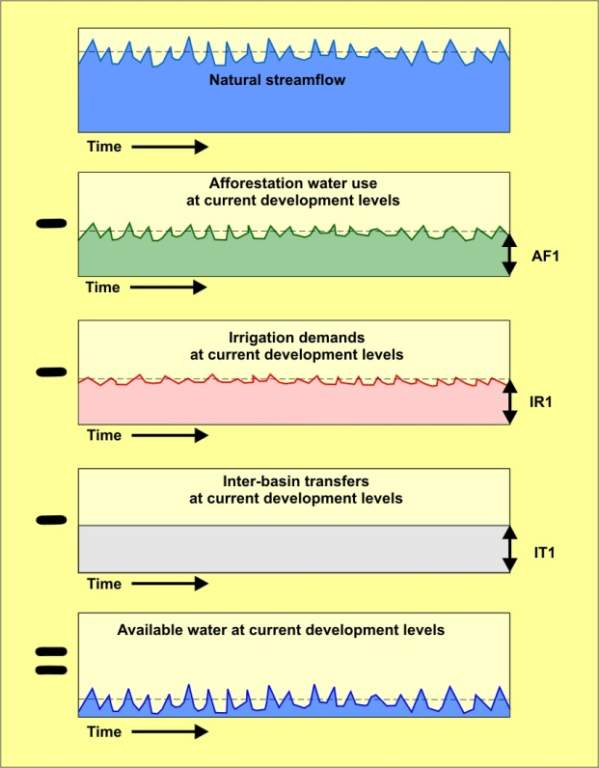 Natural streamflow
Time
Afforestation water use
at current development levels
AF1
Time
Irrigation demands
at current development levels
IR1
Time
Inter-basin transfers
at current development levels
IT1
Time
Available water at current development levels
Time